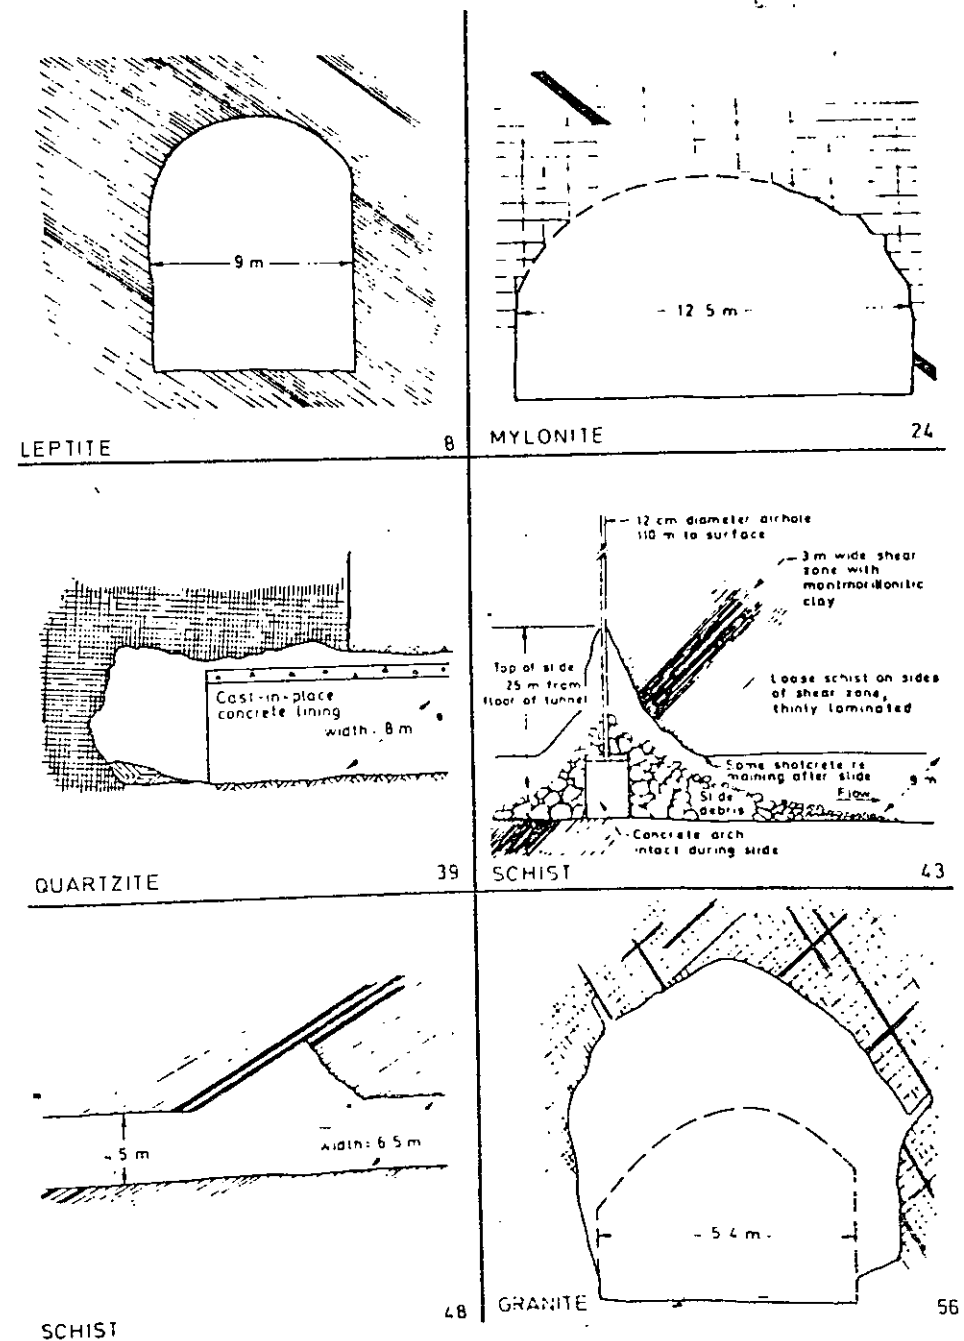 9 m
LEPTITE
8
12 5 m
MYLONITE
24
Cast-in-place
concrete lining
width: 8 m
QUARTZITE
39
12 cm diameter airhole
110 m to surface
3 m wide shear
zone with
montmorillonitic
clay
Top of slide
25 m from
floor of tunnel
Loose schist on sides
of shear zone,
thinly laminated
Some shotcrete re
maining after slide
Flow
9 m
Slide
debris
Concrete arch
intact during slide
SCHIST
43
5 m
width: 6 5 m
SCHIST
48
5 4 m
GRANITE
56